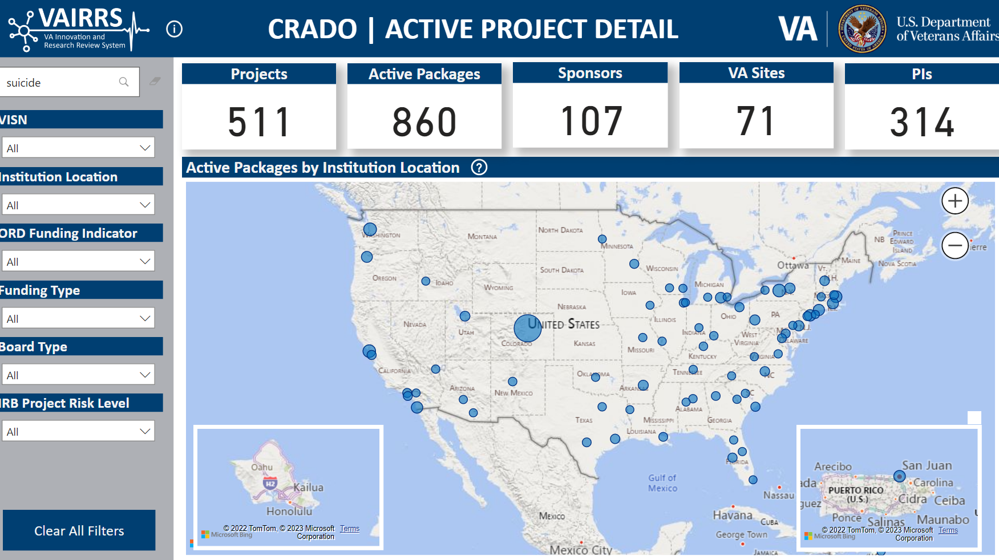 VAIRRS
VA Innovation and
Research Review System
CRADO | ACTIVE PROJECT DETAIL
VA
U.S. Department
of Veterans Affairs
suicide
VISN
All
Institution Location
All
ORD Funding Indicator
All
Funding Type
All
Board Type
All
IRB Project Risk Level
All
Clear All Filters
Projects
511
Active Packages
860
Sponsors
107
VA Sites
71
PIs
314
Active Packages by Institution Location ?
+
−
WASHINGTON
MONTANA
NORTH DAKOTA
MINNESOTA
OREGON
IDAHO
WYOMING
SOUTH DAKOTA
WISCONSIN
MICHIGAN
Ottawa
VT.
N.H.
MAINE
NB
PRINCE
EDWARD
ISLAND
NOVA SCOTIA
ierre
IOWA
NEBRASKA
NEVADA
UTAH
COLORADO
UNITED STATES
KANSAS
ILLINOIS
INDIANA
OHIO
PA
N.J.
DELAWARE
WEST
VIRGINIA
VIRGINIA
MISSOURI
KENTUCKY
CALIFORNIA
ARIZONA
NEW MEXICO
OKLAHOMA
ARKANSAS
TENNESSEE
NC
SC
TEXAS
LOUISIANA
MISSISSIPPI
ALABAMA
GEORGIA
FLORIDA
Gulf of
Mexico
Nassau
MEXICO
Mexico City
Havana
CUBA
George Town
JAMAICA
Oahu
H2
Kailua
Honolulu
© 2022 TomTom, © 2023 Microsoft
Corporation
Terms
Microsoft Bing
Arecibo
San Juan
ada
Carolina
PUERTO RICO
(U.S.)
guez
Cidra
Ceiba
Ponce
Salinas
Maunabo
© 2022 TomTom, © 2023 Microsoft
Corporation
Terms
Microsoft Bing